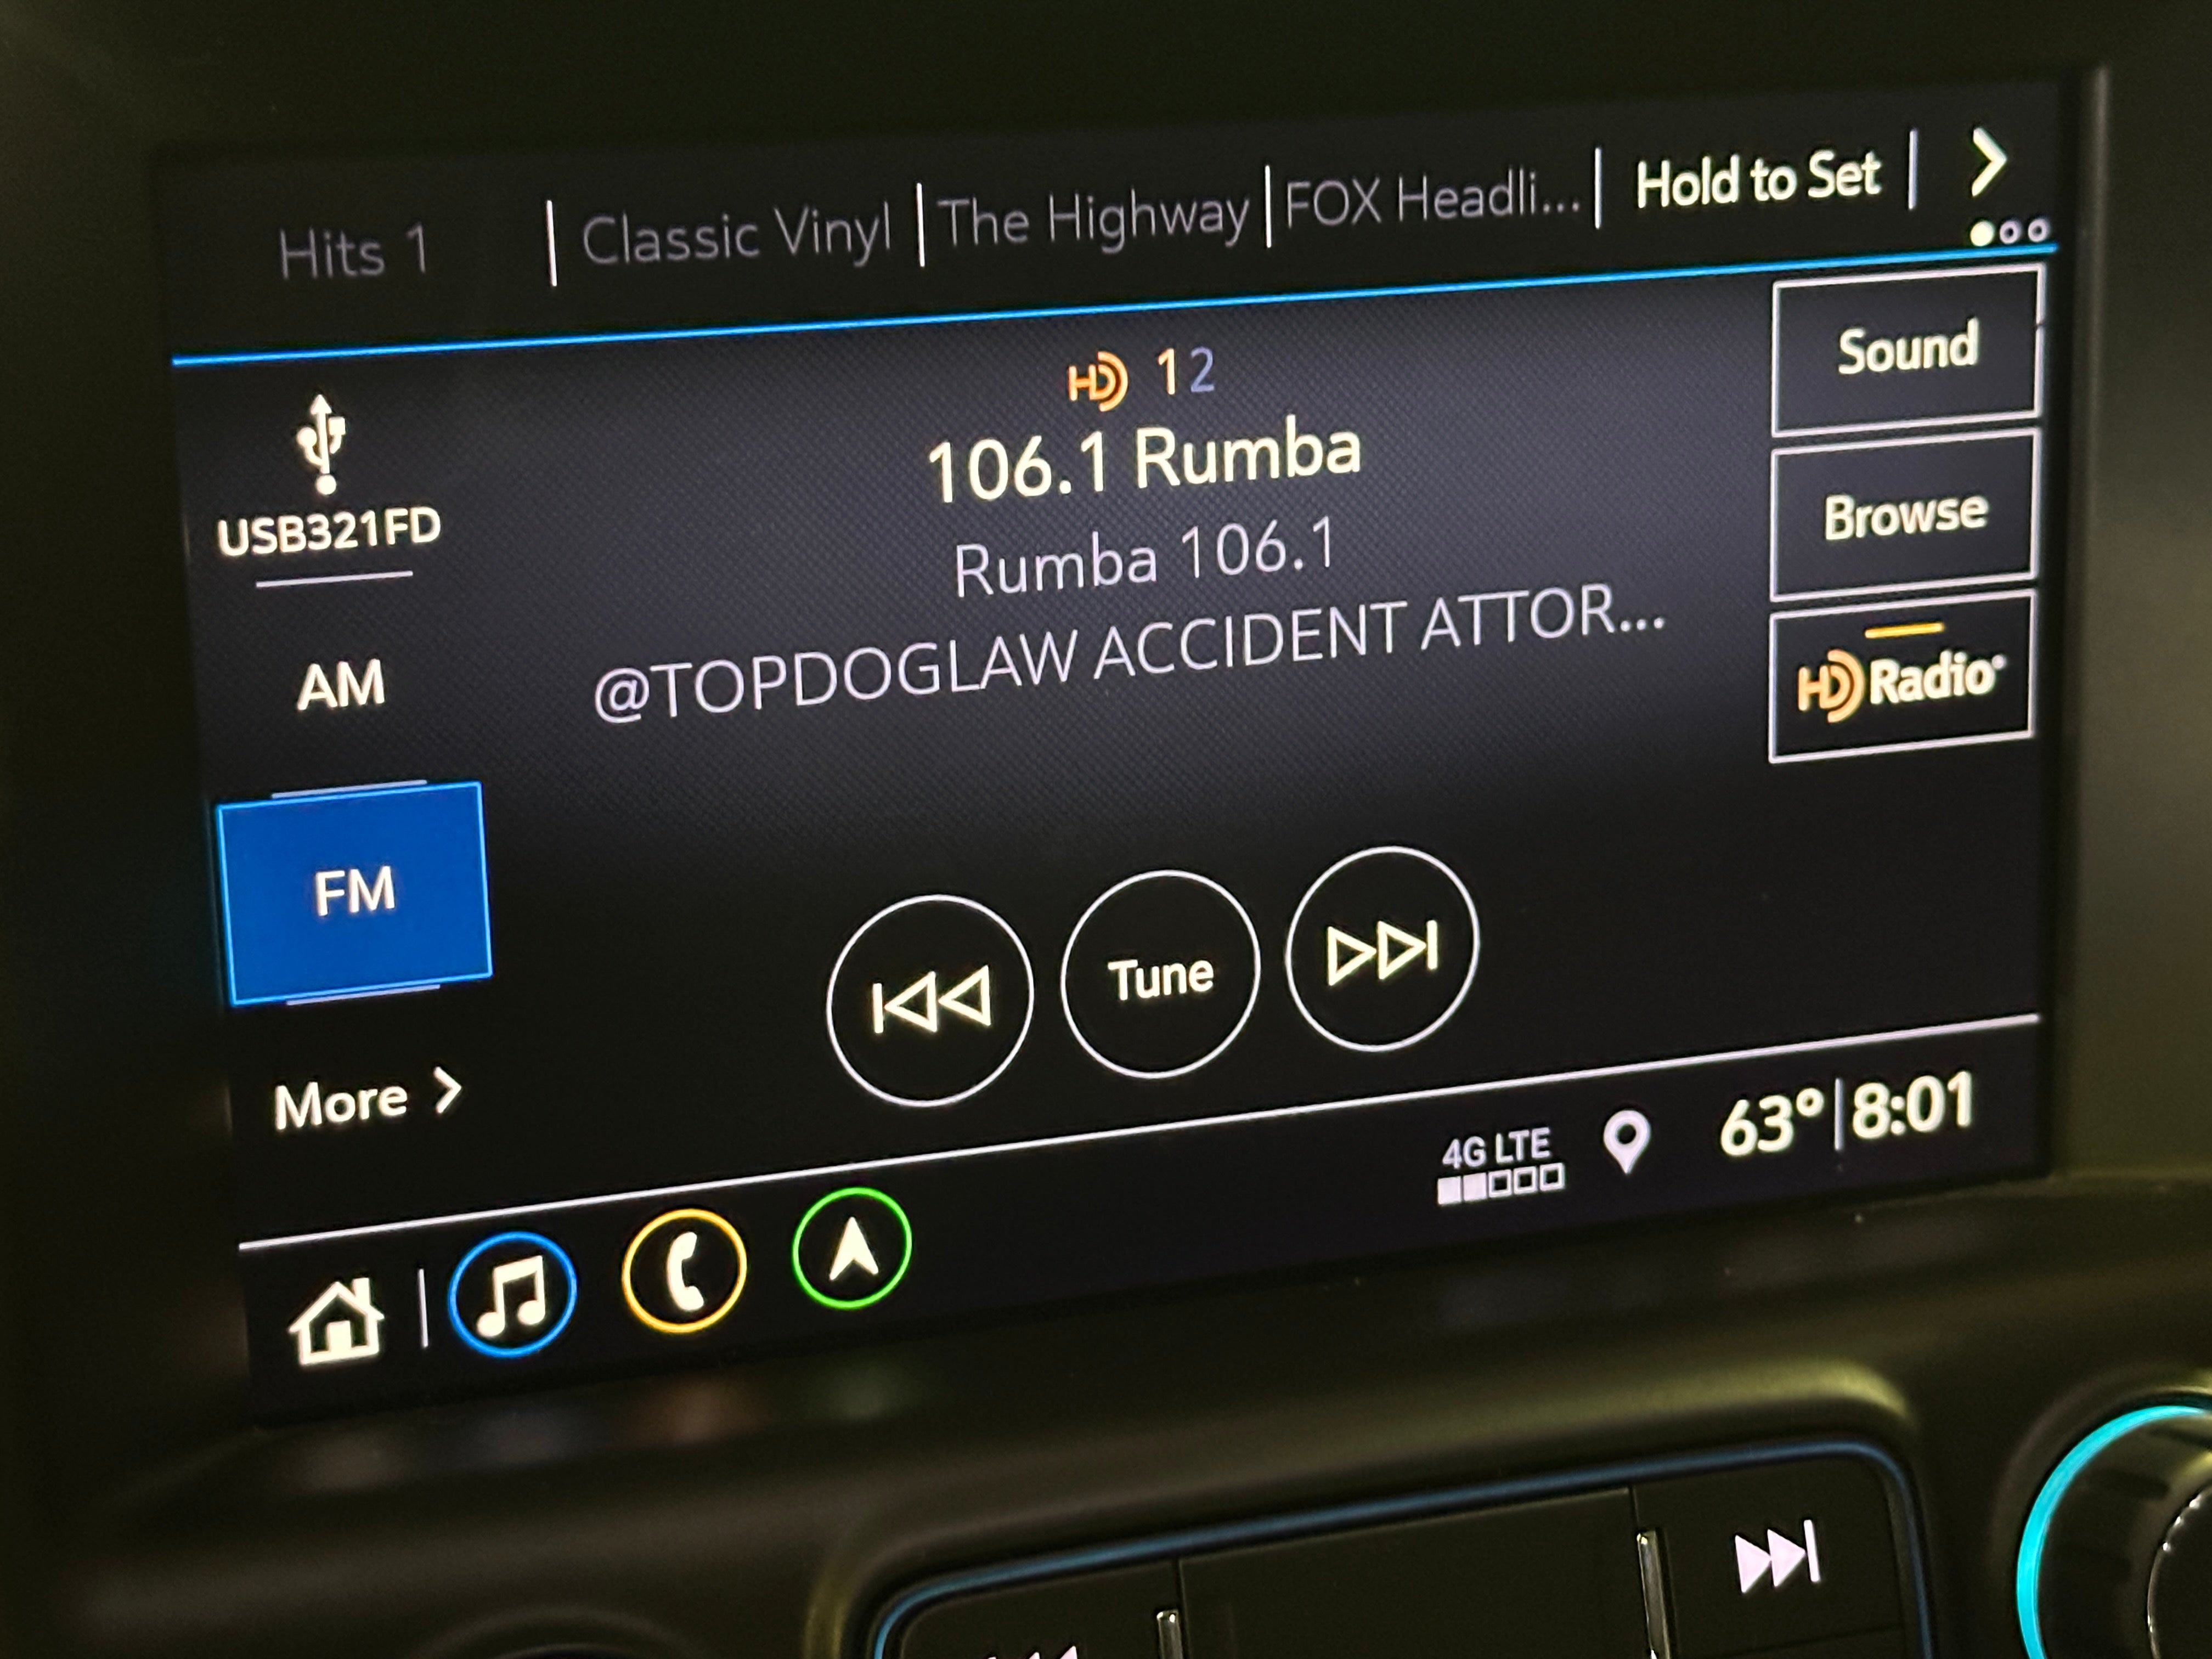 Hits 1 | Classic Vinyl | The Highway | FOX Headli... | Hold to Set |
HD 12
106.1 Rumba
Rumba 106.1
@TOPDOGLAW ACCIDENT ATTOR...
USB321FD
AM
FM
More
Sound
Browse
HD Radio
Tune
4G LTE
63° | 8:01